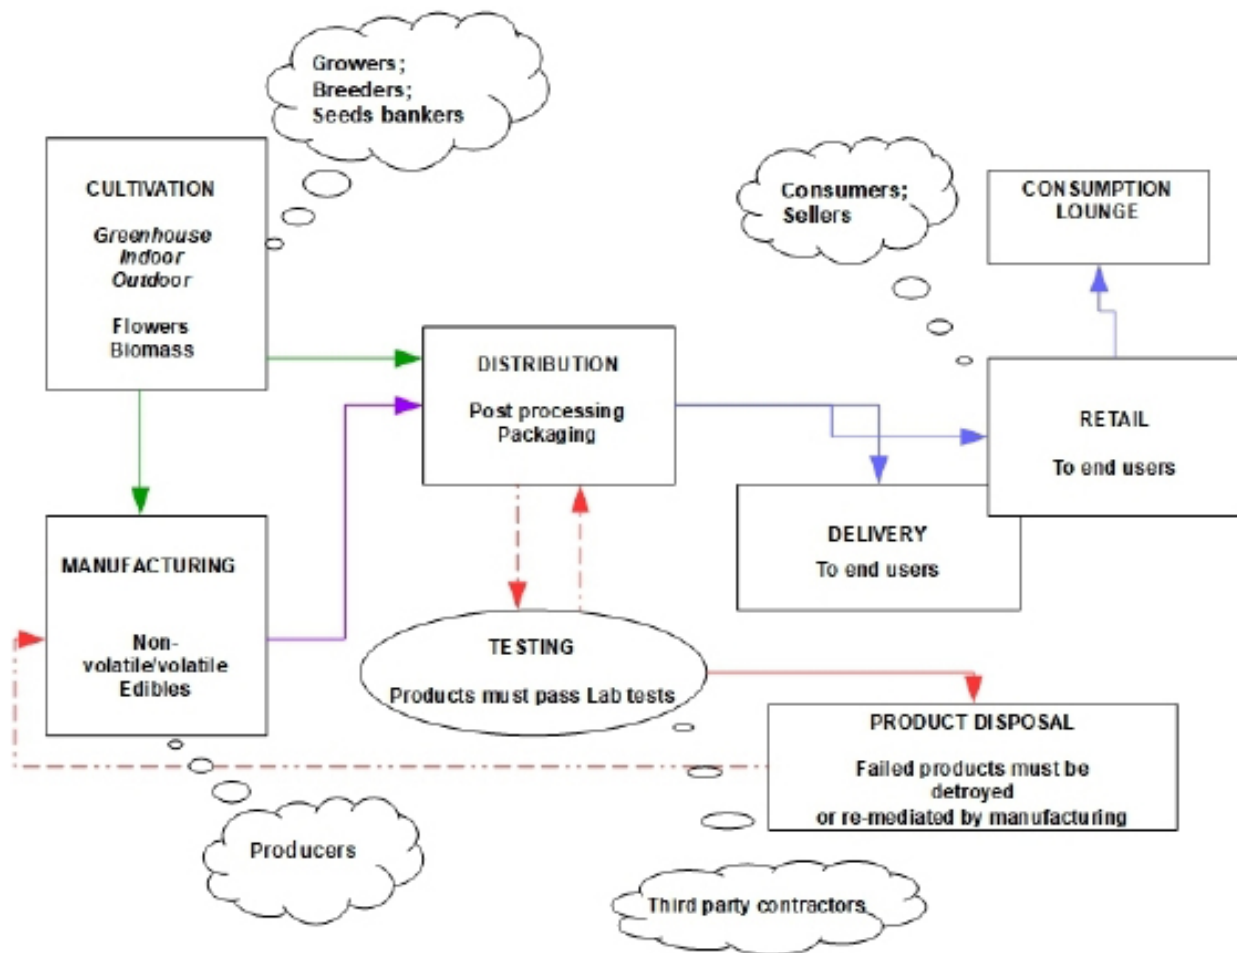 Growers;
Breeders;
Seeds bankers
CULTIVATION
Greenhouse
Indoor
Outdoor
Flowers
Biomass
Consumers;
Sellers
CONSUMPTION
LOUNGE
DISTRIBUTION
Post processing
Packaging
RETAIL
To end users
DELIVERY
To end users
MANUFACTURING
Non-
volatile/volatile
Edibles
TESTING
Products must pass Lab tests
PRODUCT DISPOSAL
Failed products must be
detroyed
or re-mediated by manufacturing
Producers
Third party contractors